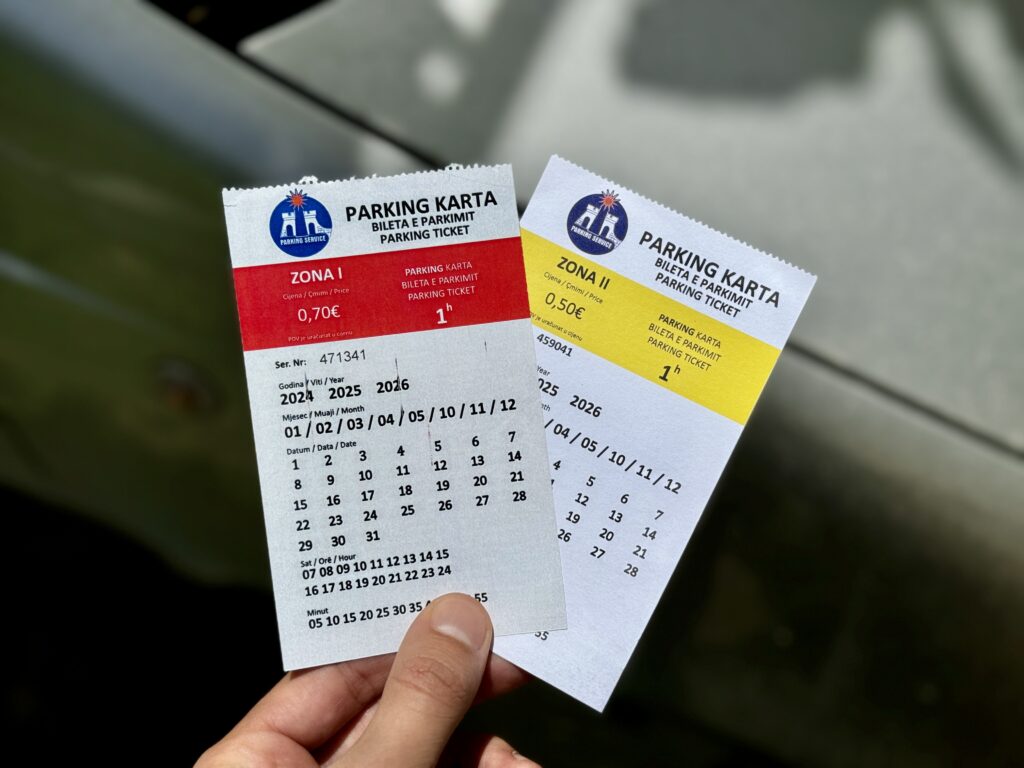 PARKING SERVICE
PARKING KARTA
BILETA E PARKIMIT
PARKING TICKET
ZONA I
Cijena / Çmimi / Price
0,70€
PDV je uračunat u cijenu
PARKING KARTA
BILETA E PARKIMIT
PARKING TICKET
1h
Ser. Nr: 471341
Godina / Viti / Year
2024 2025 2026
Mjesec / Muaji / Month
01 / 02 / 03 / 04 / 05 / 10 / 11 / 12
Datum / Data / Date
1 2 3 4 5 6 7
8 9 10 11 12 13 14
15 16 17 18 19 20 21
22 23 24 25 26 27 28
29 30 31
Sat / Orë / Hour
07 08 09 10 11 12 13 14 15
16 17 18 19 20 21 22 23 24
Minut
05 10 15 20 25 30 35 55
PARKING SERVICE
PARKING KARTA
BILETA E PARKIMIT
PARKING TICKET
ZONA II
Cijena / Çmimi / Price
0,50€
je uračunat u cijenu
PARKING KARTA
BILETA E PARKIMIT
PARKING TICKET
1h
459041
2026
/ 04 / 05 / 10 / 11 / 12
4 5 6 7
12 13 14
19 20 21
26 27 28
55